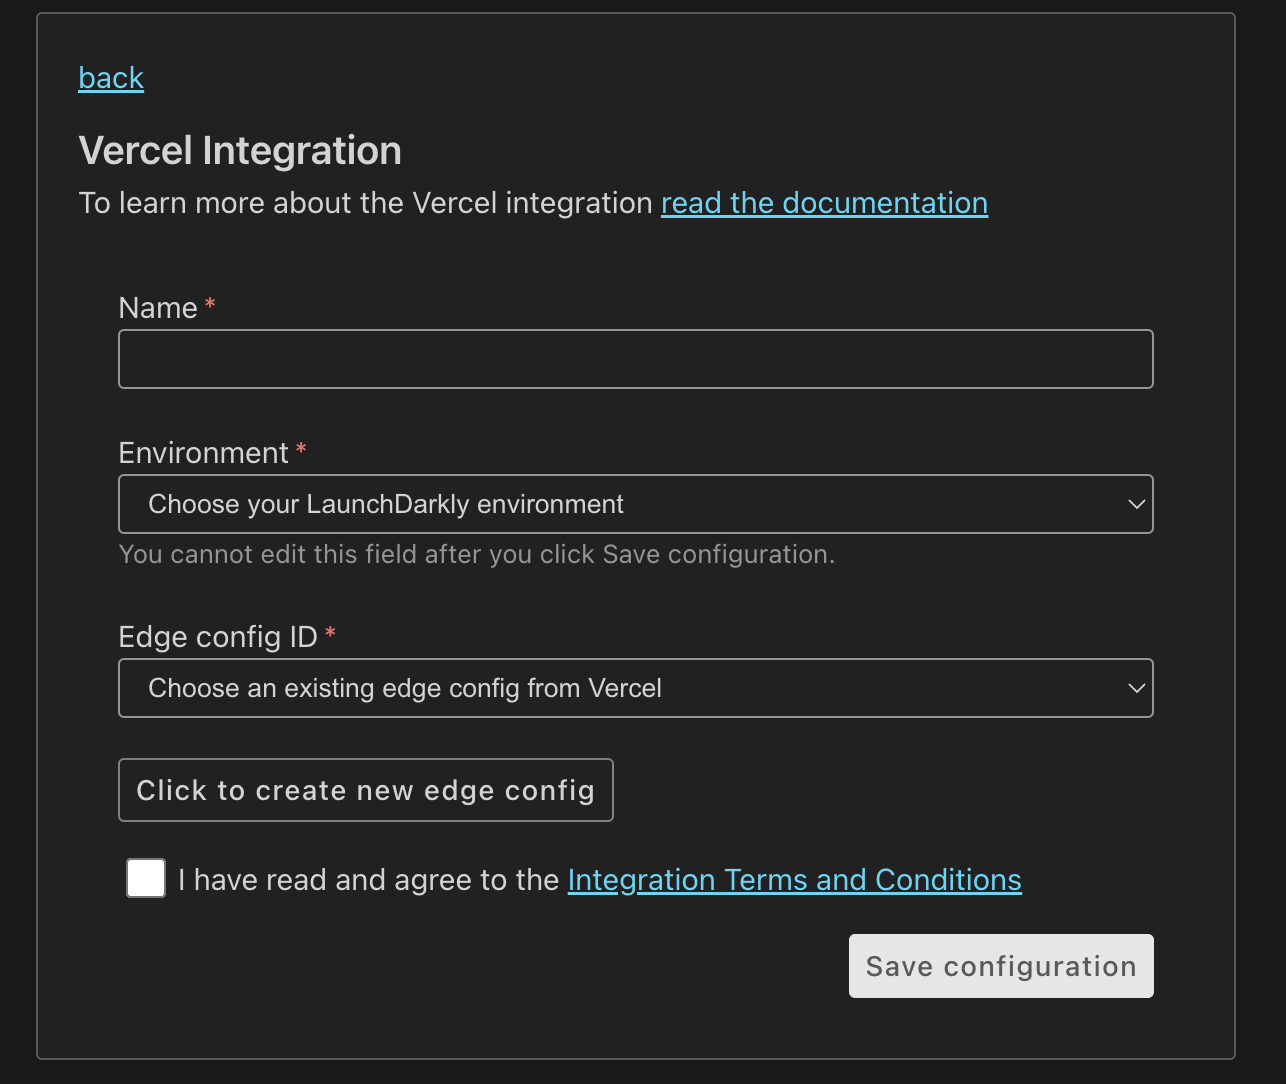 back
Vercel Integration
To learn more about the Vercel integration read the documentation
Name *
Environment *
Choose your LaunchDarkly environment
You cannot edit this field after you click Save configuration.
Edge config ID *
Choose an existing edge config from Vercel
Click to create new edge config
I have read and agree to the Integration Terms and Conditions
Save configuration